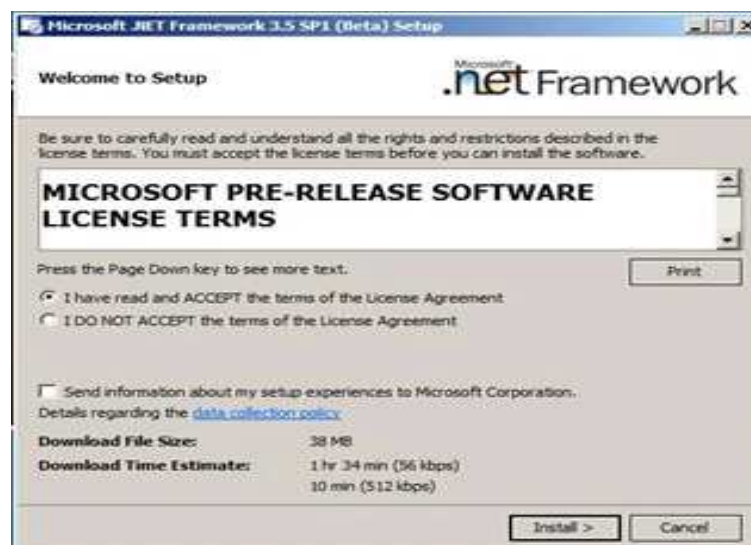 Microsoft .NET Framework 3.5 SP1 (Beta) Setup
Welcome to Setup
Microsoft
.net Framework
Be sure to carefully read and understand all the rights and restrictions described in the
license terms. You must accept the license terms before you can install the software.
MICROSOFT PRE-RELEASE SOFTWARE
LICENSE TERMS
Press the Page Down key to see more text.
Print
I have read and ACCEPT the terms of the License Agreement
I DO NOT ACCEPT the terms of the License Agreement
Send information about my setup experiences to Microsoft Corporation.
Details regarding the data collection policy
Download File Size: 38 MB
Download Time Estimate: 1 hr 34 min (56 kbps)
10 min (512 kbps)
Install >
Cancel